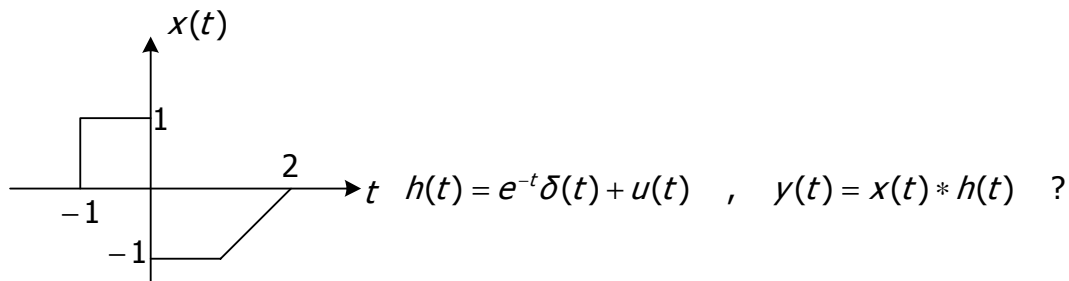 x(t)
1
2
t h(t) = e^{-t}δ(t) + u(t) , y(t) = x(t) * h(t) ?
−1
−1